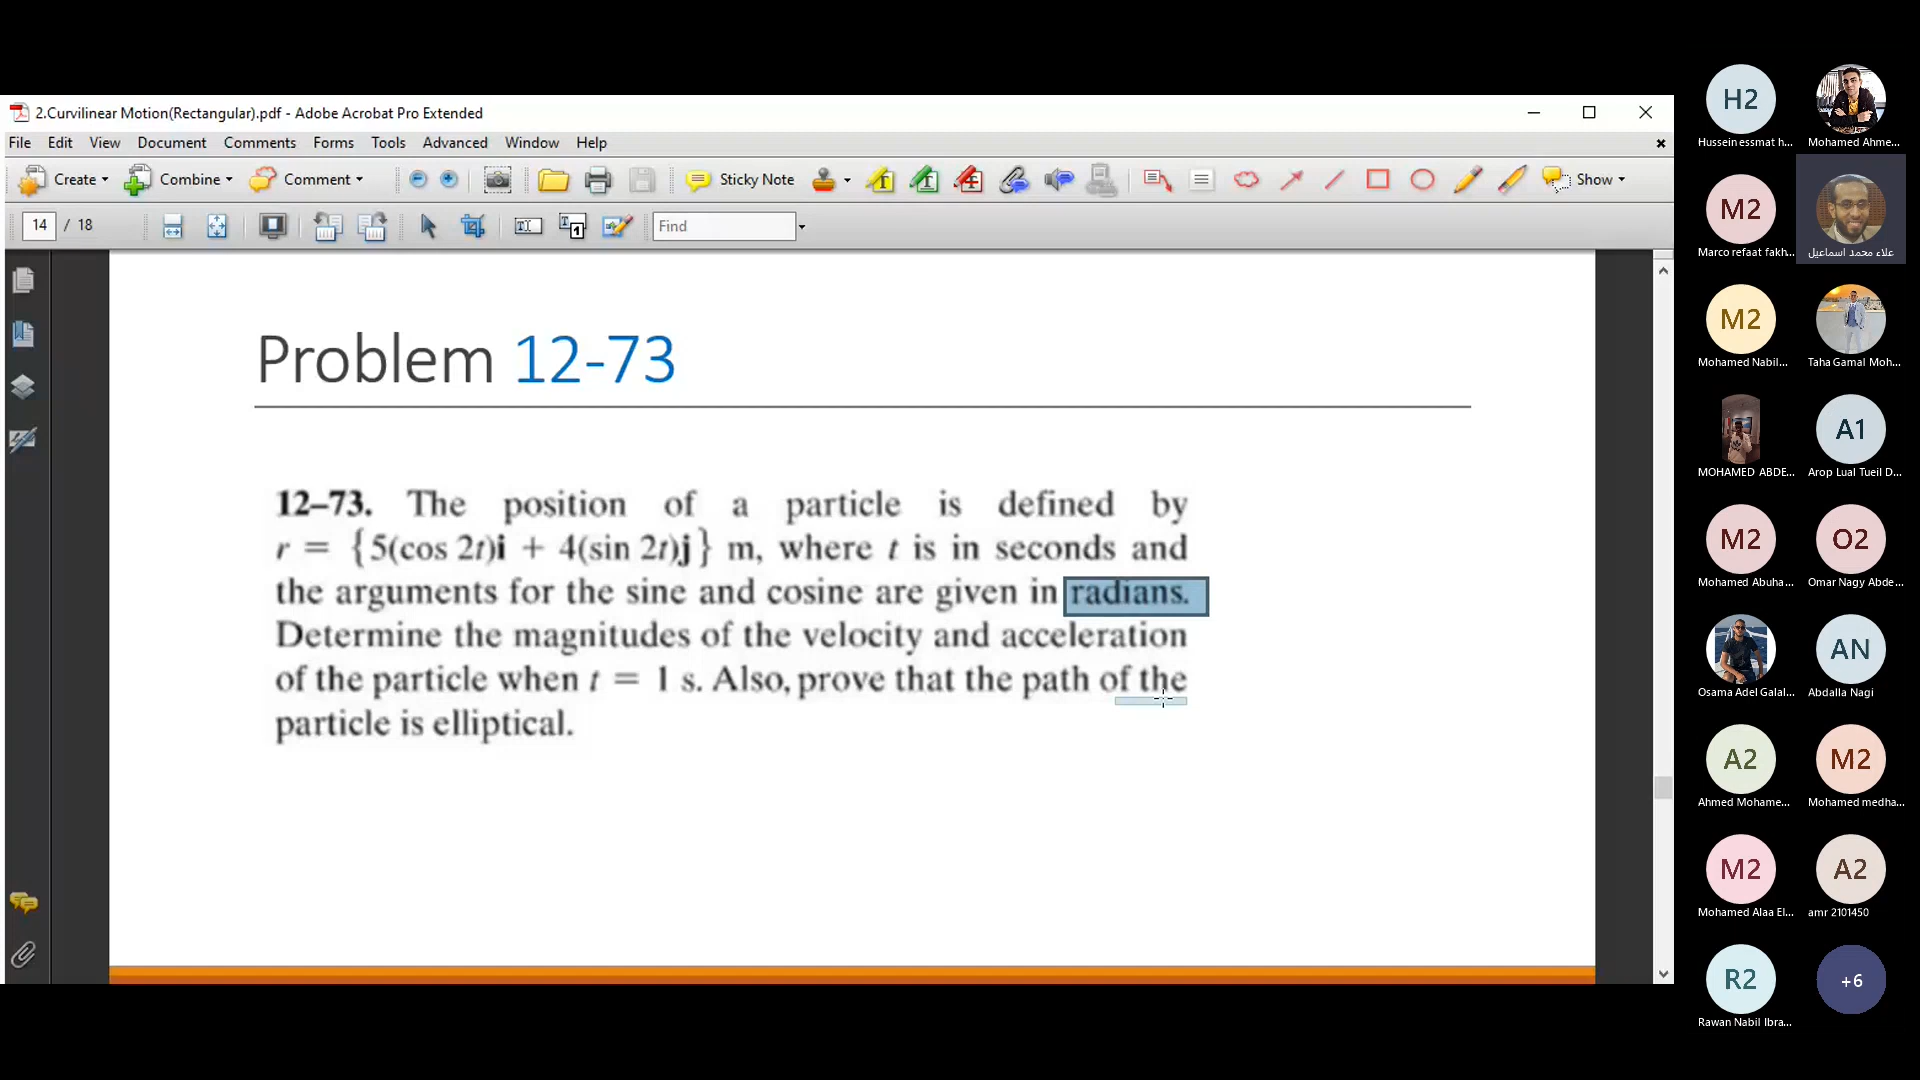 2.Curvilinear Motion(Rectangular).pdf - Adobe Acrobat Pro Extended
File Edit View Document Comments Forms Tools Advanced Window Help
Create Combine Comment Sticky Note Show
14 / 18 Find
Problem 12-73
12–73. The position of a particle is defined by
r = {5(cos 2t)i + 4(sin 2t)j} m, where t is in seconds and
the arguments for the sine and cosine are given in radians.
Determine the magnitudes of the velocity and acceleration
of the particle when t = 1 s. Also, prove that the path of the
particle is elliptical.
H2
Hussein essmat h...
Mohamed Ahme...
M2
Marco refaat fakh...
علاء محمد اسماعيل
M2
Mohamed Nabil...
Taha Gamal Moh...
MOHAMED ABDE...
A1
Arop Lual Tueil D...
M2
Mohamed Abuha...
O2
Omar Nagy Abde...
Osama Adel Galal...
AN
Abdalla Nagi
A2
Ahmed Mohame...
M2
Mohamed medha...
M2
Mohamed Alaa El...
A2
amr 2101450
R2
Rawan Nabil Ibra...
+6